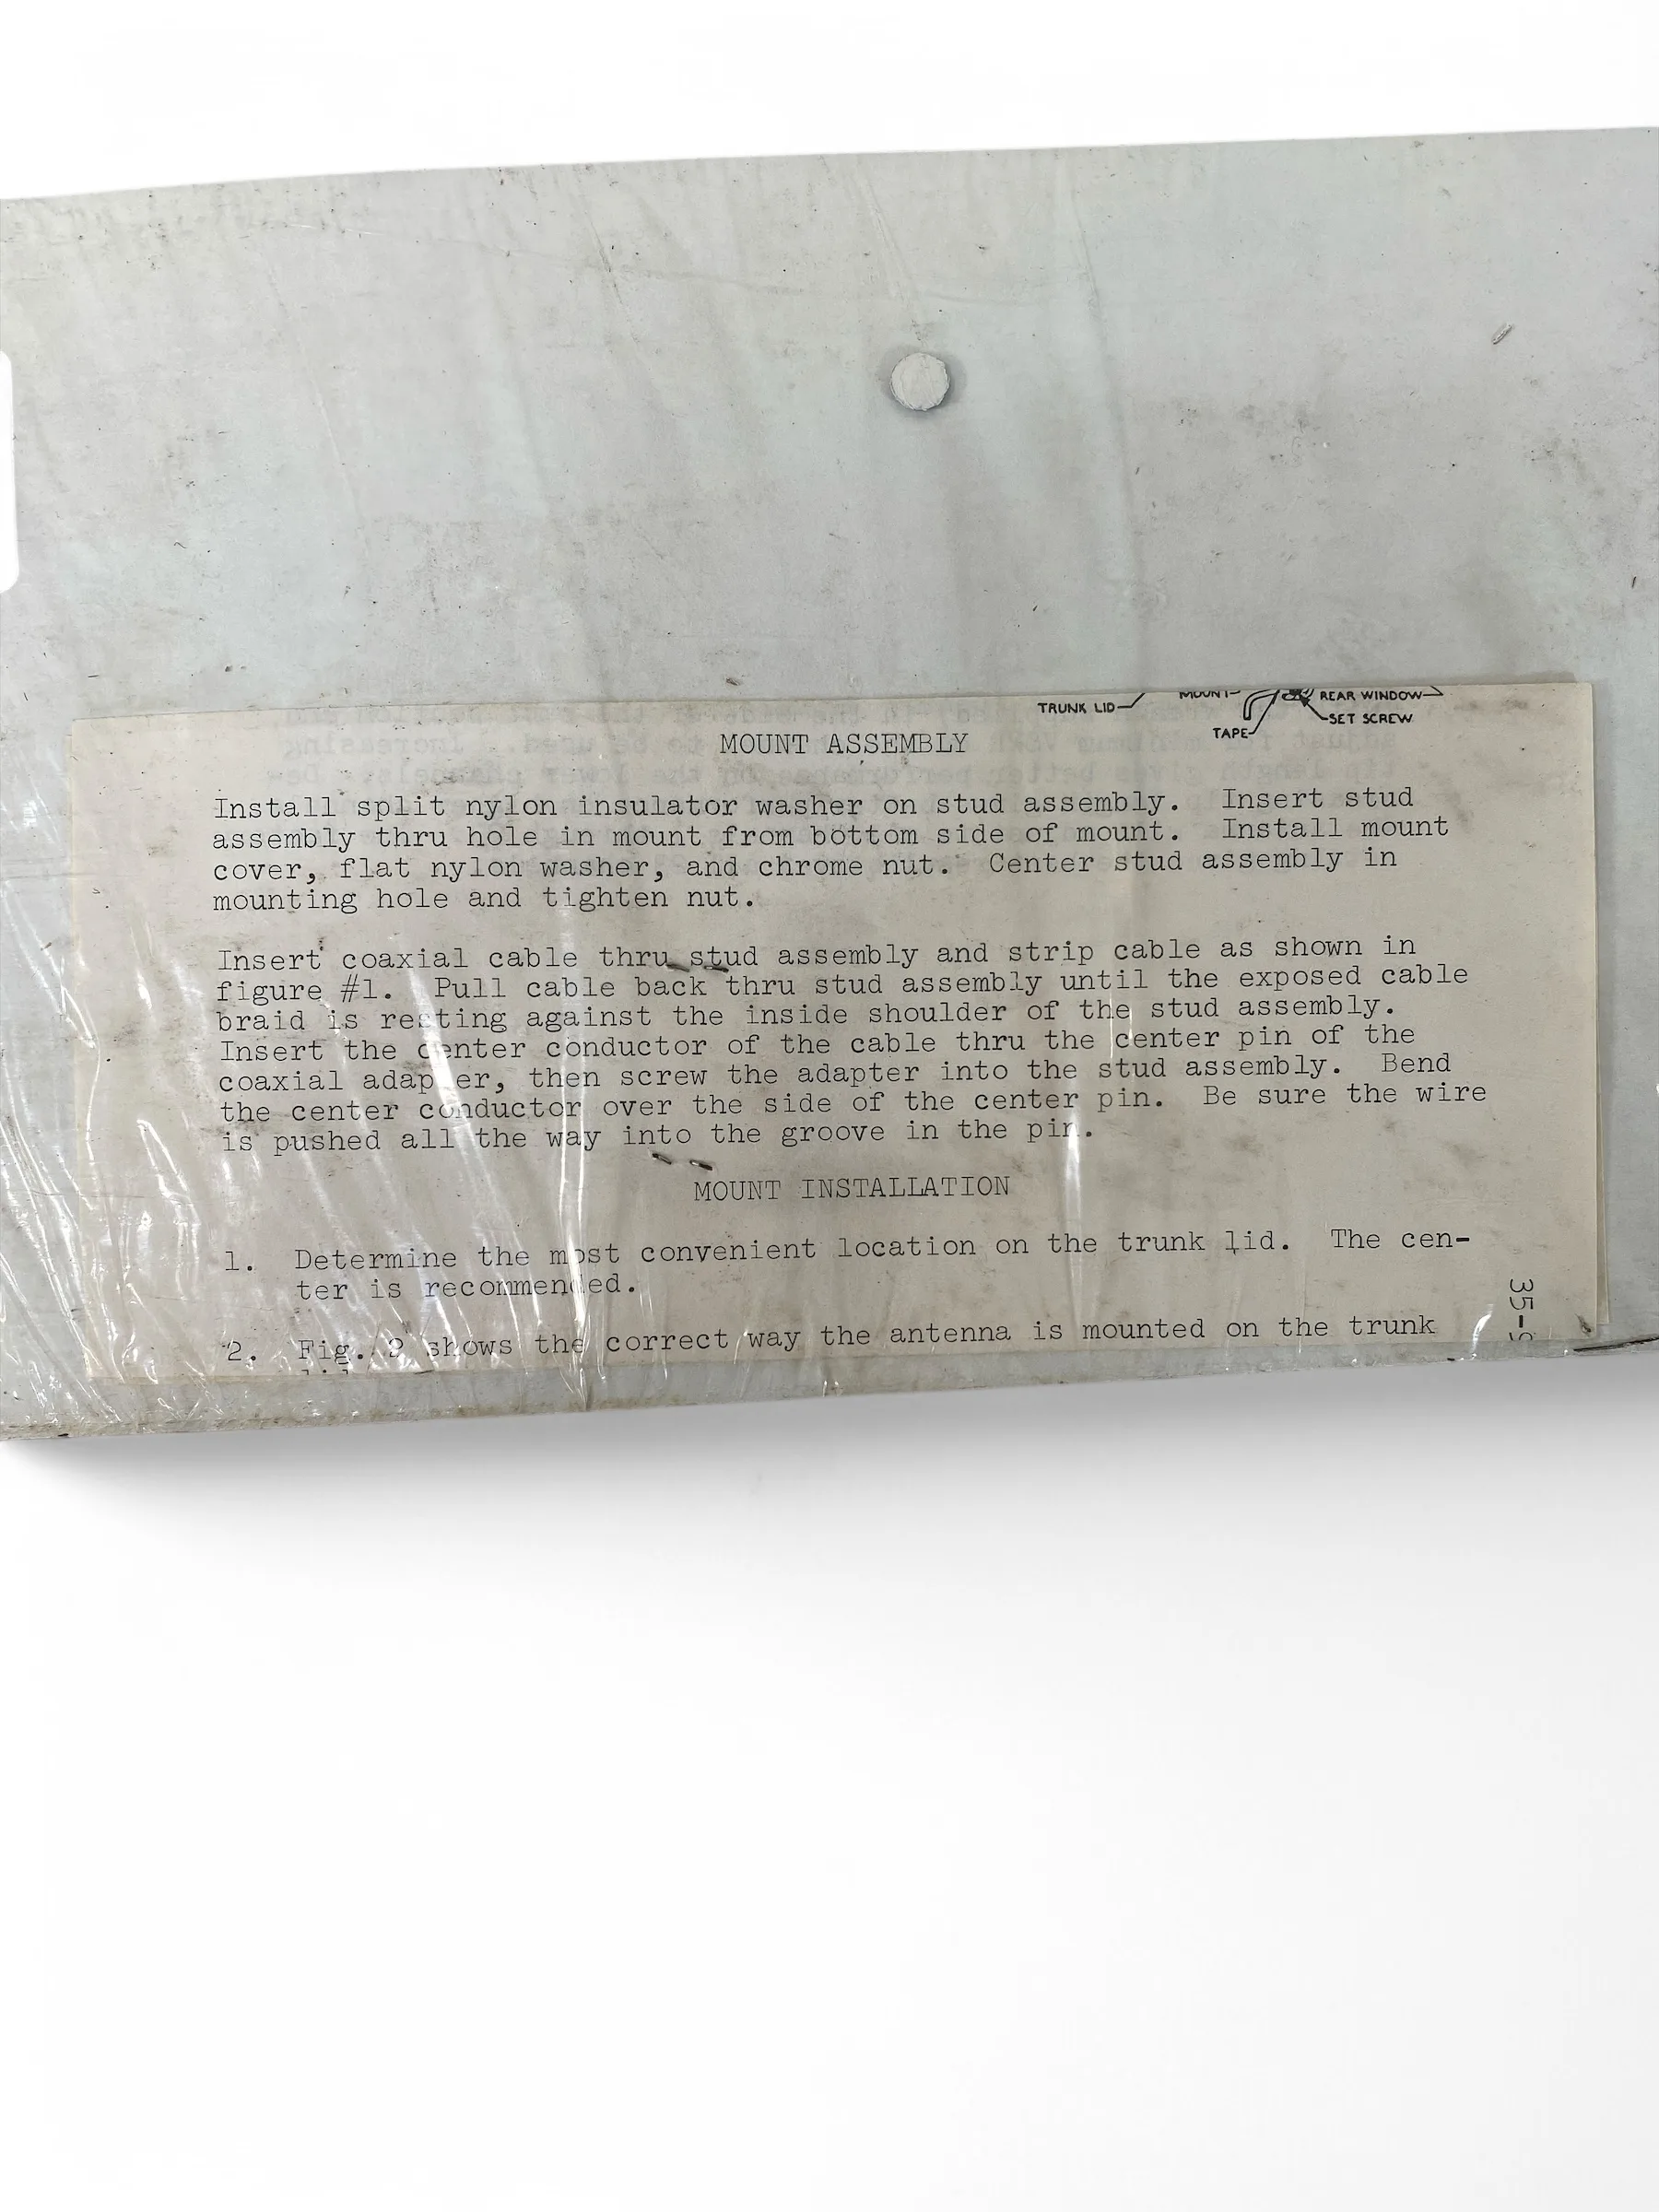 MOUNT
REAR WINDOW
TRUNK LID
SET SCREW
TAPE
MOUNT ASSEMBLY
Install split nylon insulator washer on stud assembly. Insert stud
assembly thru hole in mount from bottom side of mount. Install mount
cover, flat nylon washer, and chrome nut. Center stud assembly in
mounting hole and tighten nut.
Insert coaxial cable thru stud assembly and strip cable as shown in
figure #1. Pull cable back thru stud assembly until the exposed cable
braid is resting against the inside shoulder of the stud assembly.
Insert the center conductor of the cable thru the center pin of the
coaxial adapter, then screw the adapter into the stud assembly. Bend
the center conductor over the side of the center pin. Be sure the wire
is pushed all the way into the groove in the pin.
MOUNT INSTALLATION
1. Determine the most convenient location on the trunk lid. The cen-
ter is recommended.
2. Fig. 2 shows the correct way the antenna is mounted on the trunk
35-